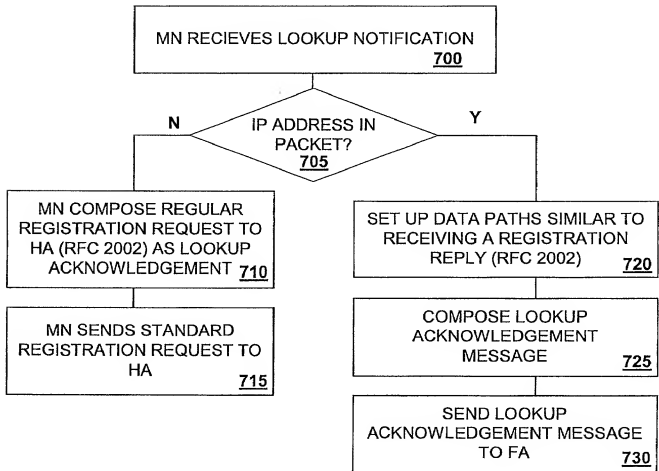 MN RECIEVES LOOKUP NOTIFICATION
700
N
Y
IP ADDRESS IN
PACKET?
705
MN COMPOSE REGULAR
REGISTRATION REQUEST TO
HA (RFC 2002) AS LOOKUP
ACKNOWLEDGEMENT
710
MN SENDS STANDARD
REGISTRATION REQUEST TO
HA
715
SET UP DATA PATHS SIMILAR TO
RECEIVING A REGISTRATION
REPLY (RFC 2002)
720
COMPOSE LOOKUP
ACKNOWLEDGEMENT
MESSAGE
725
SEND LOOKUP
ACKNOWLEDGEMENT MESSAGE
TO FA
730